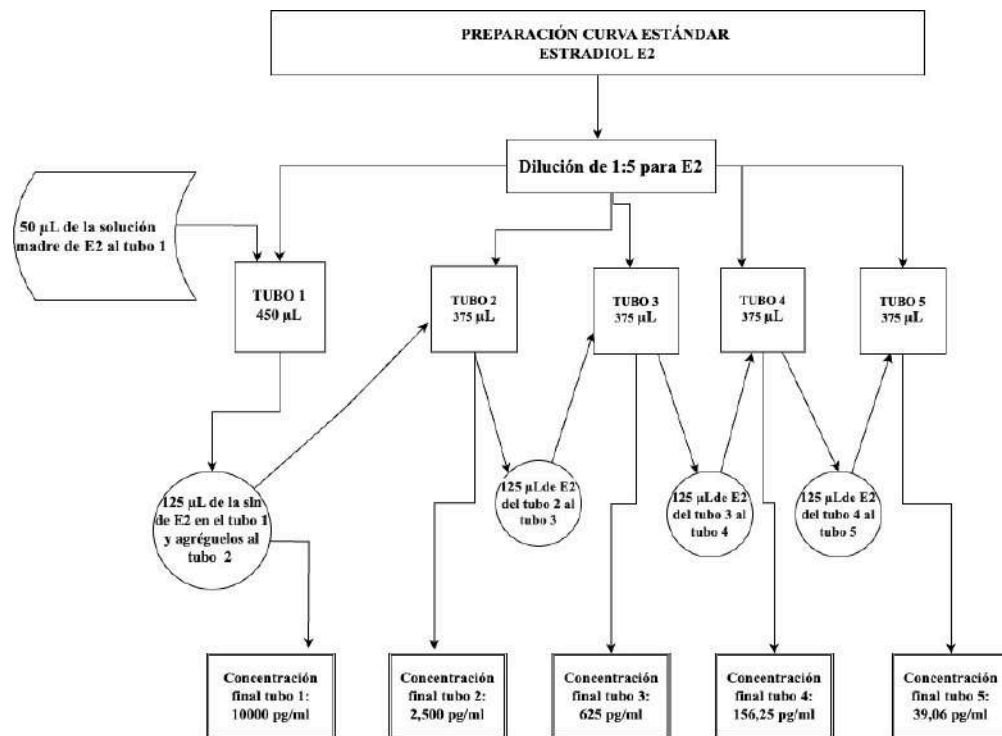 PREPARACIÓN CURVA ESTÁNDAR
ESTRADIOL E2
Dilución de 1:5 para E2
50 µL de la solución
madre de E2 al tubo 1
TUBO 1
450 µL
TUBO 2
375 µL
TUBO 3
375 µL
TUBO 4
375 µL
TUBO 5
375 µL
125 µL de la sln
de E2 en el tubo 1
y agréguelos al
tubo 2
125 µLde E2
del tubo 2 al
tubo 3
125 µLde E2
del tubo 3 al
tubo 4
125 µLde E2
del tubo 4 al
tubo 5
Concentración
final tubo 1:
10000 pg/ml
Concentración
final tubo 2:
2,500 pg/ml
Concentración
final tubo 3:
625 pg/ml
Concentración
final tubo 4:
156,25 pg/ml
Concentración
final tubo 5:
39,06 pg/ml